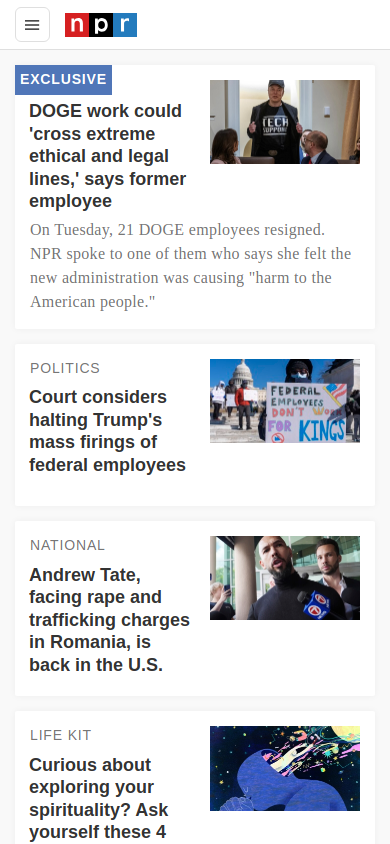 npr
EXCLUSIVE
DOGE work could
'cross extreme
ethical and legal
lines,' says former
employee
TECH
SUPPORT
On Tuesday, 21 DOGE employees resigned.
NPR spoke to one of them who says she felt the
new administration was causing "harm to the
American people."
POLITICS
Court considers
halting Trump's
mass firings of
federal employees
FEDERAL
EMPLOYEES
DON'T WORK
FOR KINGS
NATIONAL
Andrew Tate,
facing rape and
trafficking charges
in Romania, is
back in the U.S.
LIFE KIT
Curious about
exploring your
spirituality? Ask
yourself these 4